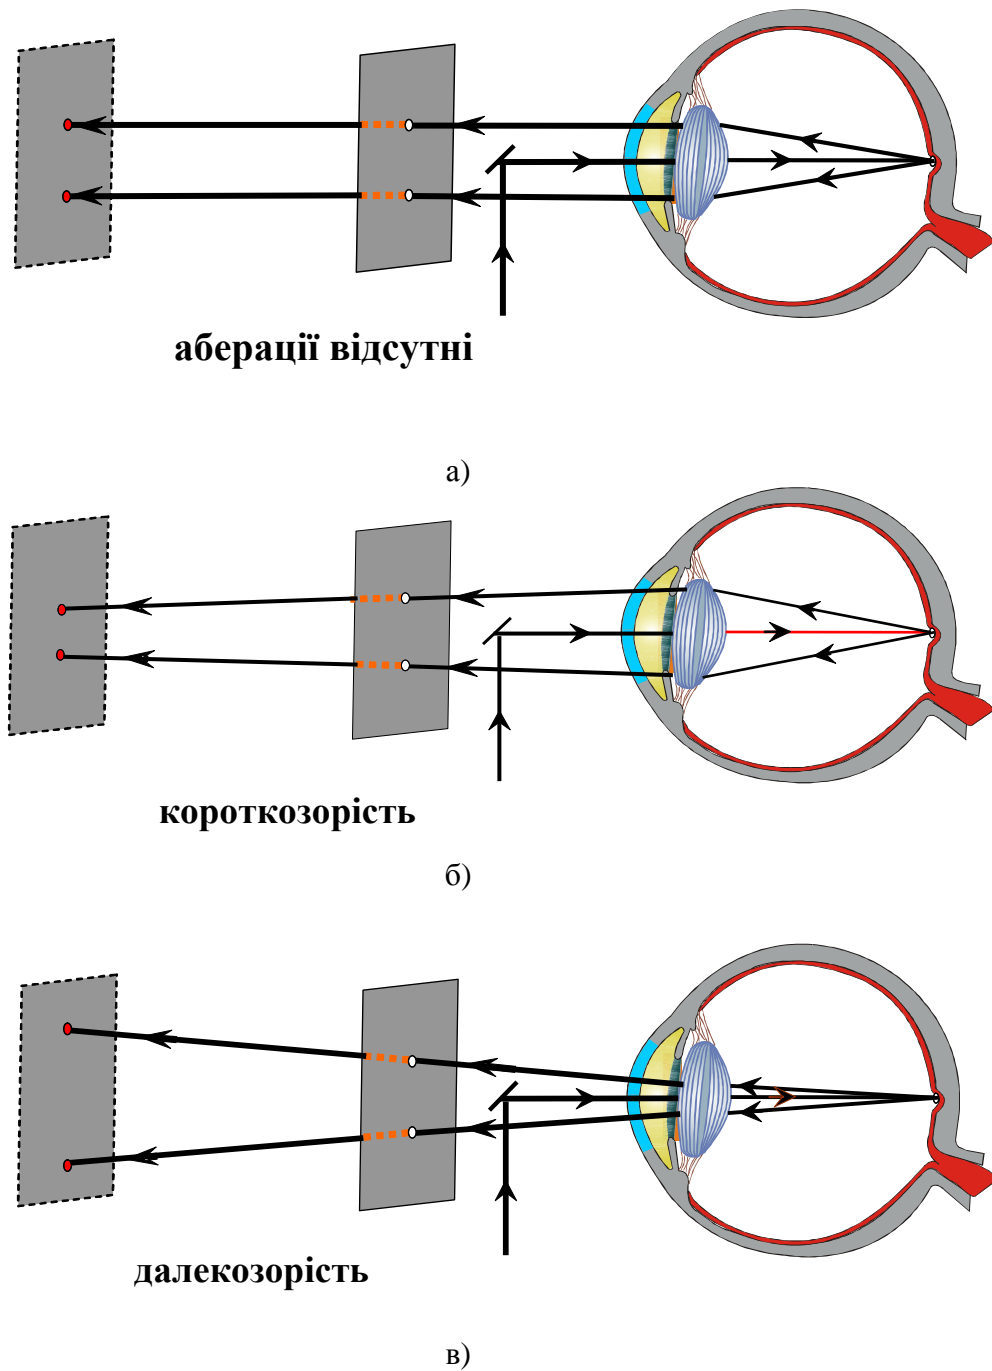 аберації відсутні
а)
короткозорість
б)
далекозорість
в)